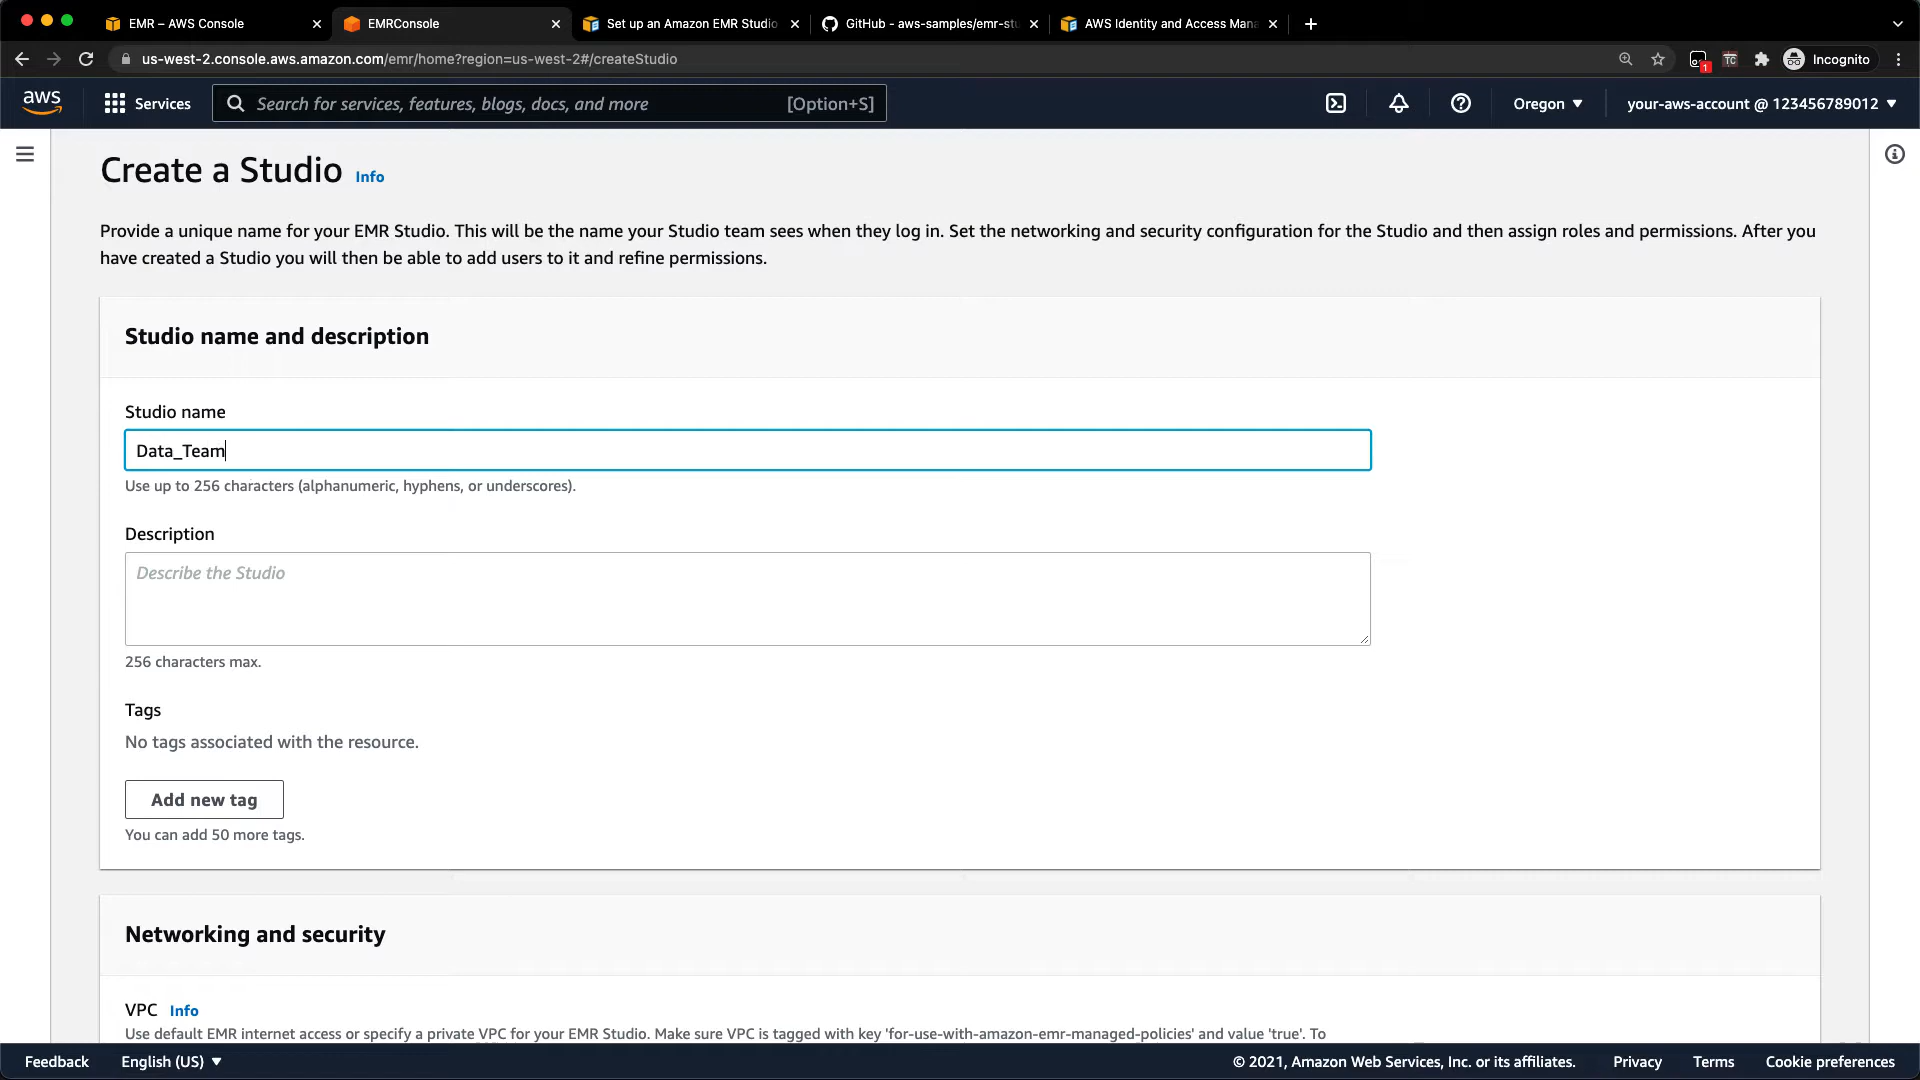 EMR – AWS Console
EMRConsole
Set up an Amazon EMR Studio
GitHub - aws-samples/emr-stu
AWS Identity and Access Mana
us-west-2.console.aws.amazon.com/emr/home?region=us-west-2#/createStudio
1
TC
Incognito
aws
Services
Search for services, features, blogs, docs, and more
[Option+S]
Oregon
your-aws-account @ 123456789012
Create a Studio Info
Provide a unique name for your EMR Studio. This will be the name your Studio team sees when they log in. Set the networking and security configuration for the Studio and then assign roles and permissions. After you
have created a Studio you will then be able to add users to it and refine permissions.
Studio name and description
Studio name
Data_Team
Use up to 256 characters (alphanumeric, hyphens, or underscores).
Description
Describe the Studio
256 characters max.
Tags
No tags associated with the resource.
Add new tag
You can add 50 more tags.
Networking and security
VPC Info
Use default EMR internet access or specify a private VPC for your EMR Studio. Make sure VPC is tagged with key 'for-use-with-amazon-emr-managed-policies' and value 'true'. To
Feedback
English (US)
© 2021, Amazon Web Services, Inc. or its affiliates.
Privacy
Terms
Cookie preferences